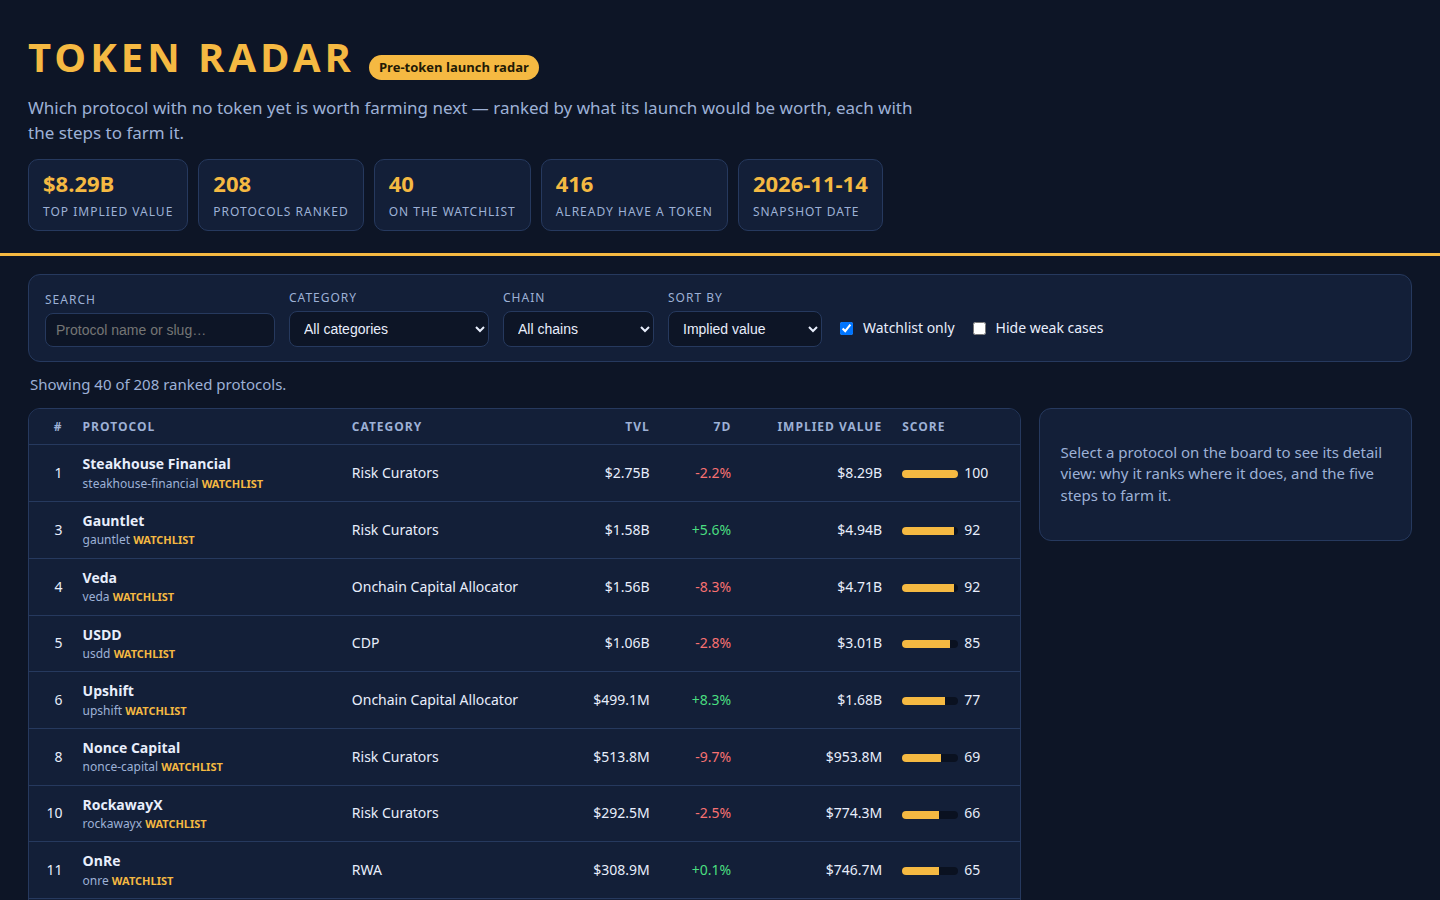 TOKEN RADAR Pre-token launch radar
Which protocol with no token yet is worth farming next — ranked by what its launch would be worth, each with
the steps to farm it.
$8.29B 208 40 416 2026-11-14
TOP IMPLIED VALUE PROTOCOLS RANKED ON THE WATCHLIST ALREADY HAVE A TOKEN SNAPSHOT DATE
SEARCH CATEGORY CHAIN SORT BY
Protocol name or slug… All categories All chains Implied value Watchlist only Hide weak cases
Showing 40 of 208 ranked protocols.
# PROTOCOL CATEGORY TVL 7D IMPLIED VALUE SCORE
1 Steakhouse Financial Risk Curators $2.75B -2.2% $8.29B 100
steakhouse-financial WATCHLIST
3 Gauntlet Risk Curators $1.58B +5.6% $4.94B 92
gauntlet WATCHLIST
4 Veda Onchain Capital Allocator $1.56B -8.3% $4.71B 92
veda WATCHLIST
5 USDD CDP $1.06B -2.8% $3.01B 85
usdd WATCHLIST
6 Upshift Onchain Capital Allocator $499.1M +8.3% $1.68B 77
upshift WATCHLIST
8 Nonce Capital Risk Curators $513.8M -9.7% $953.8M 69
nonce-capital WATCHLIST
10 RockawayX Risk Curators $292.5M -2.5% $774.3M 66
rockawayx WATCHLIST
11 OnRe RWA $308.9M +0.1% $746.7M 65
onre WATCHLIST
Select a protocol on the board to see its detail
view: why it ranks where it does, and the five
steps to farm it.